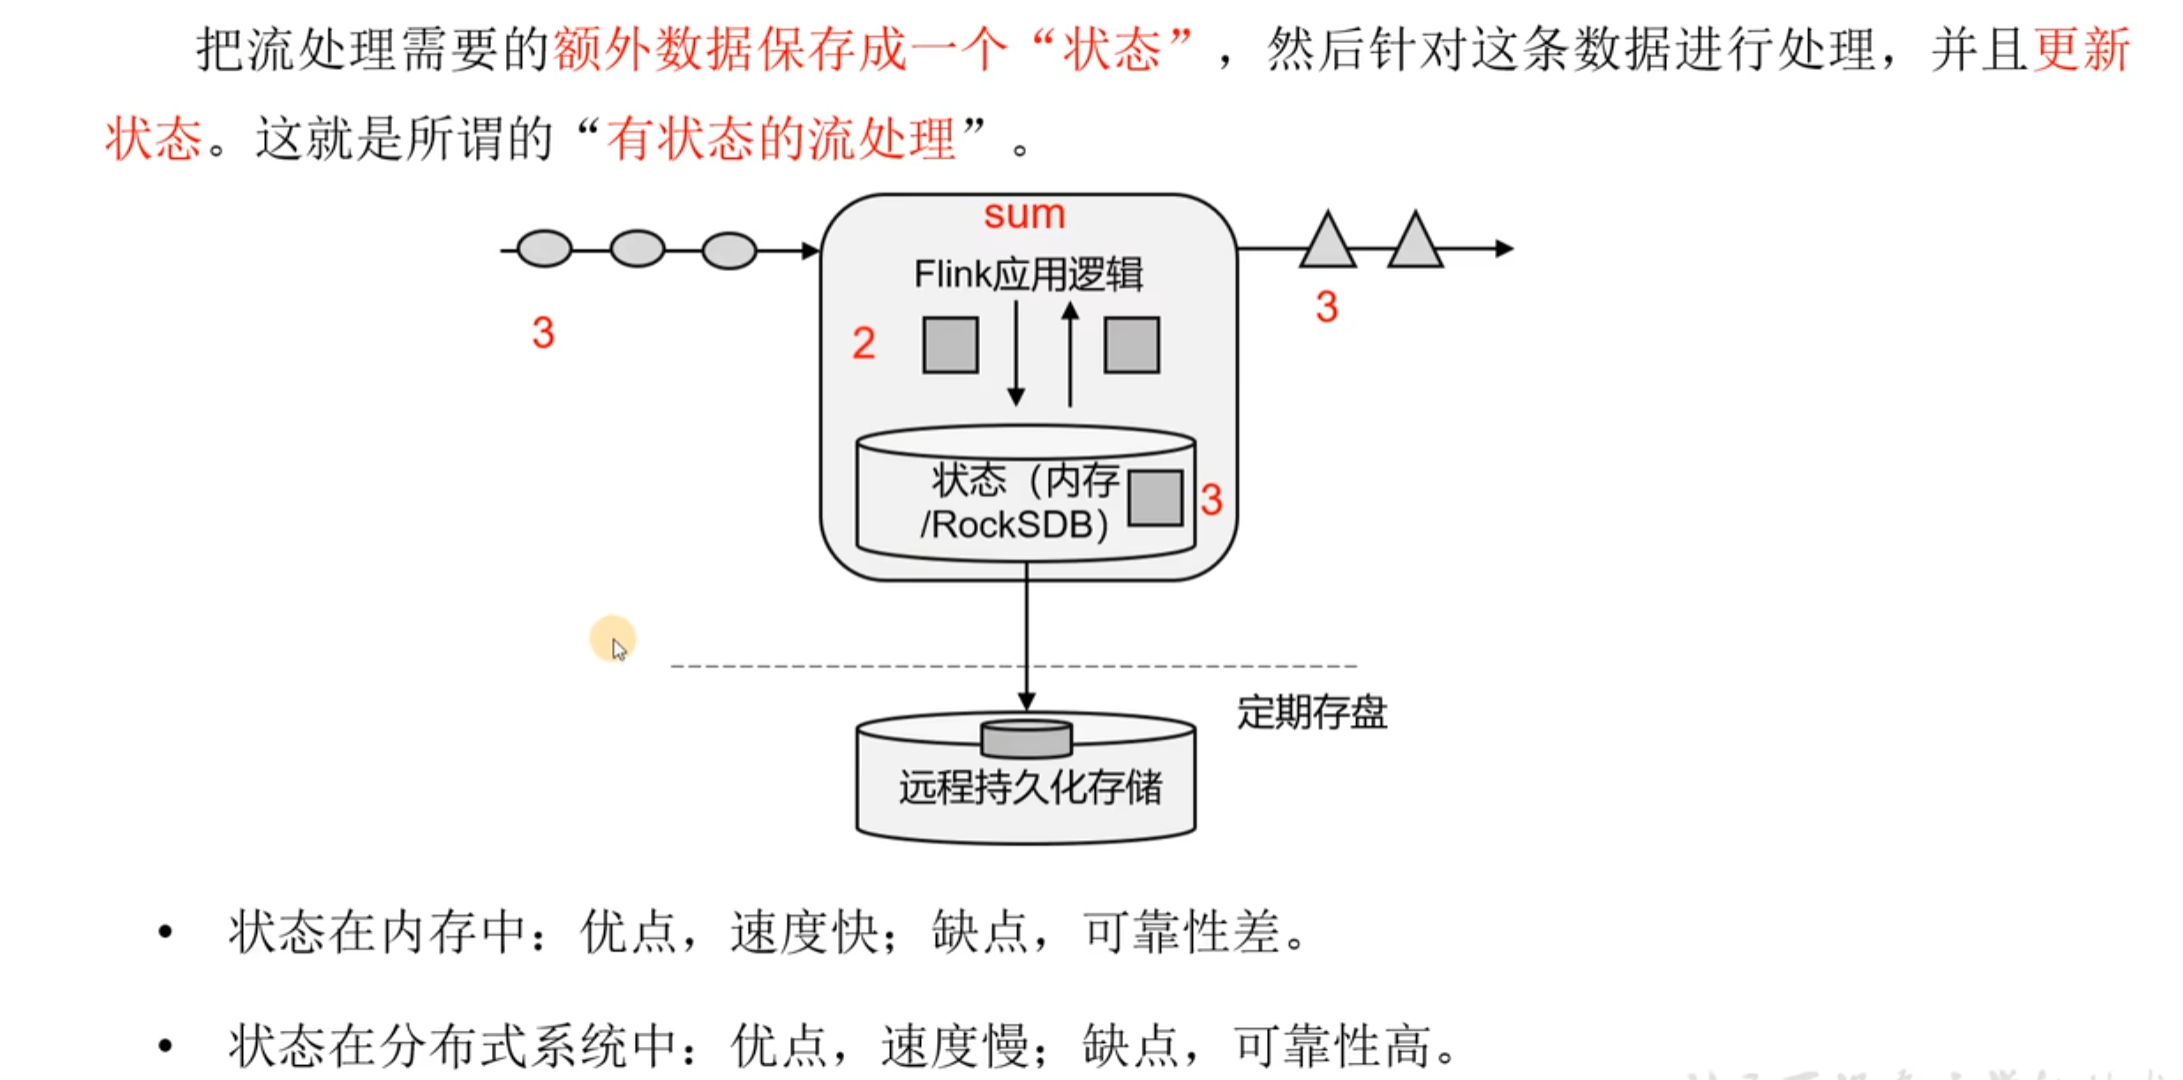 把流处理需要的额外数据保存成一个“状态”，然后针对这条数据进行处理，并且更新
状态。这就是所谓的“有状态的流处理”。
sum
Flink应用逻辑
3
2
3
状态（内存
/RockSDB）
3
定期存盘
远程持久化存储
• 状态在内存中：优点，速度快；缺点，可靠性差。
• 状态在分布式系统中：优点，速度慢；缺点，可靠性高。